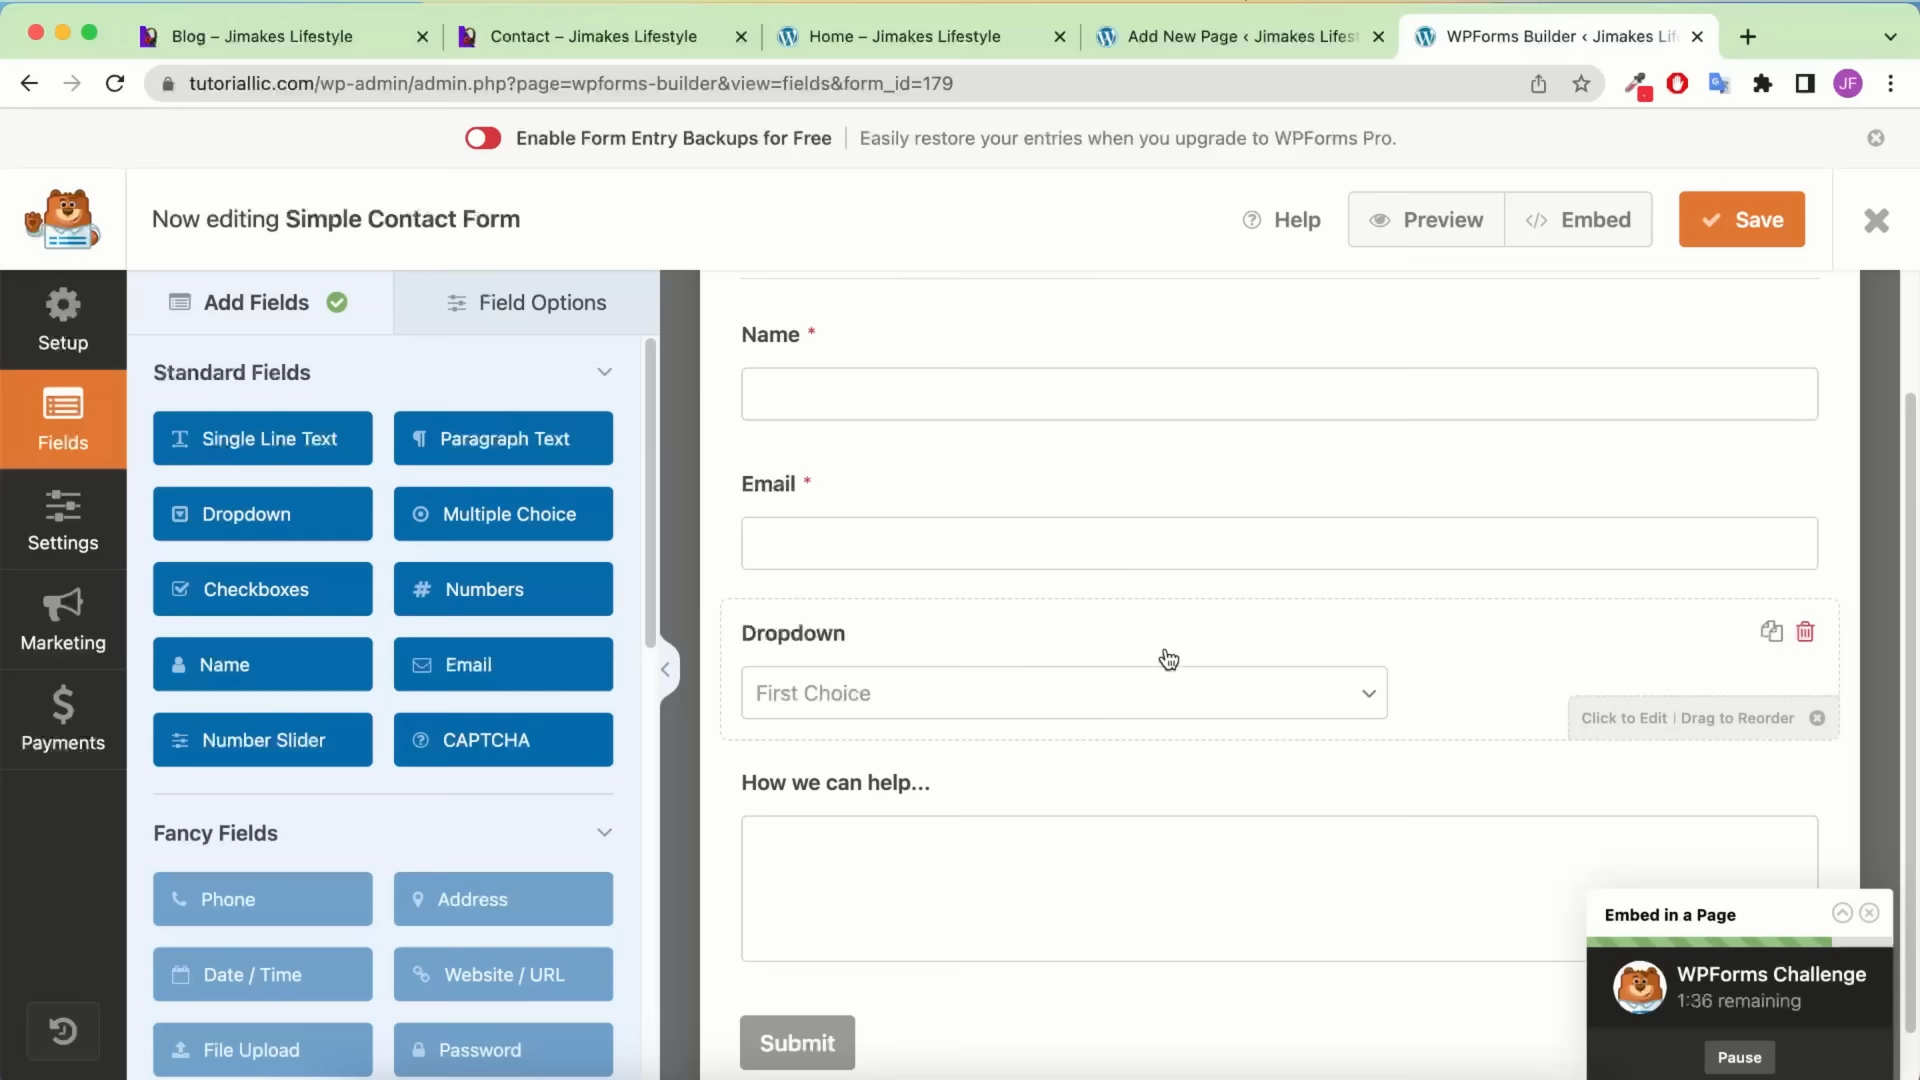 Blog – Jimakes Lifestyle
Contact – Jimakes Lifestyle
Home – Jimakes Lifestyle
Add New Page ‹ Jimakes Lifest
WPForms Builder ‹ Jimakes Lif
tutoriallic.com/wp-admin/admin.php?page=wpforms-builder&view=fields&form_id=179
JF
Enable Form Entry Backups for Free
Easily restore your entries when you upgrade to WPForms Pro.
Now editing Simple Contact Form
Help
Preview
Embed
Save
Setup
Fields
Settings
Marketing
Payments
Add Fields
Field Options
Standard Fields
Single Line Text
Paragraph Text
Dropdown
Multiple Choice
Checkboxes
Numbers
Name
Email
Number Slider
CAPTCHA
Fancy Fields
Phone
Address
Date / Time
Website / URL
File Upload
Password
Name *
Email *
Dropdown
First Choice
Click to Edit | Drag to Reorder
How we can help...
Submit
Embed in a Page
WPForms Challenge
1:36 remaining
Pause